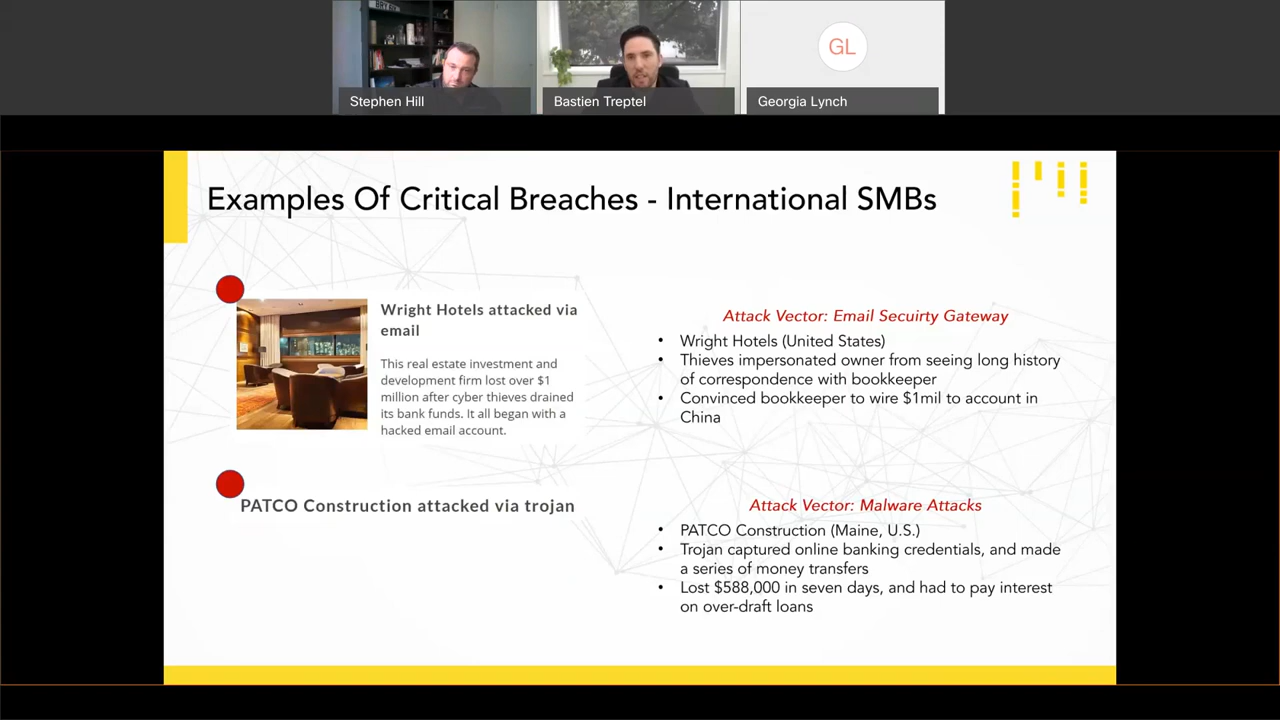 BRYAN
Stephen Hill
Bastien Treptel
GL
Georgia Lynch
Examples Of Critical Breaches - International SMBs
Wright Hotels attacked via
email
This real estate investment and
development firm lost over $1
million after cyber thieves drained
its bank funds. It all began with a
hacked email account.
Attack Vector: Email Secuirty Gateway
• Wright Hotels (United States)
• Thieves impersonated owner from seeing long history
of correspondence with bookkeeper
• Convinced bookkeeper to wire $1mil to account in
China
PATCO Construction attacked via trojan
Attack Vector: Malware Attacks
• PATCO Construction (Maine, U.S.)
• Trojan captured online banking credentials, and made
a series of money transfers
• Lost $588,000 in seven days, and had to pay interest
on over-draft loans